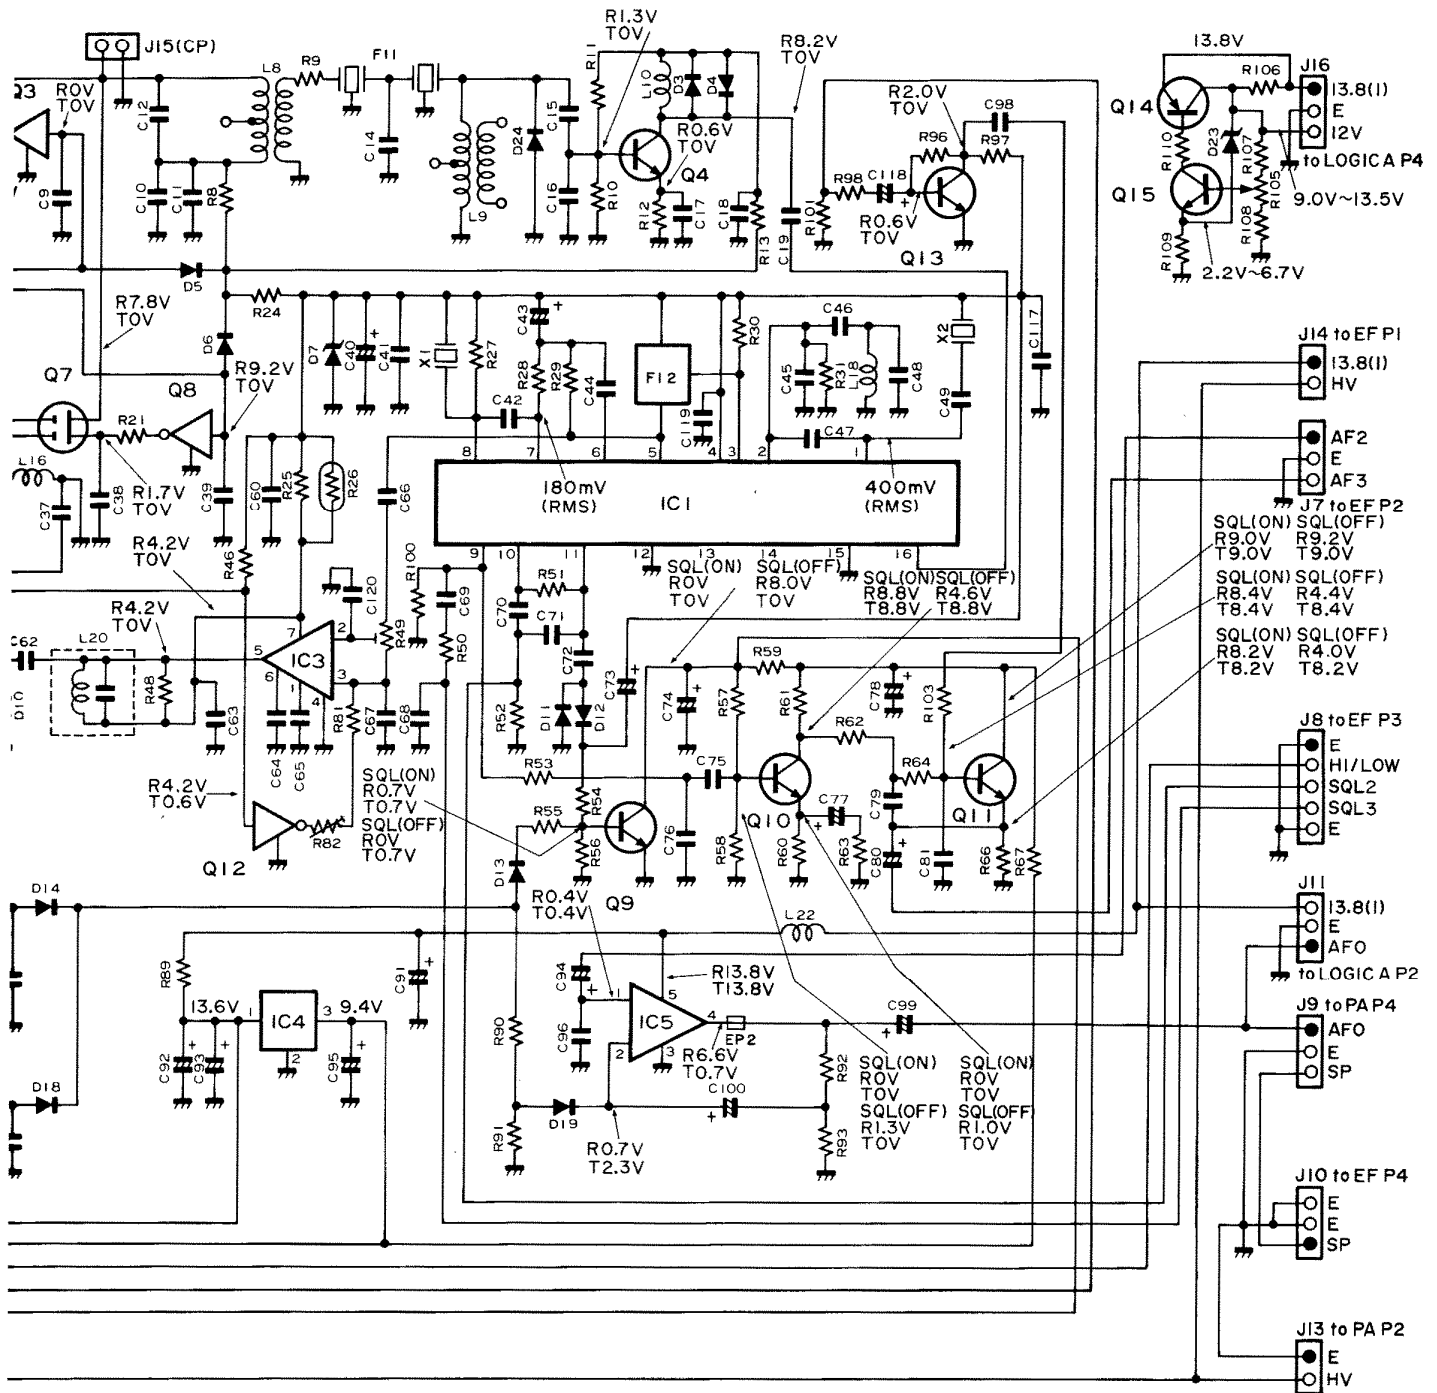 R1.3V
T0V
J15(CP)
R8.2V
T0V
13.8V
Q3
R0V
T0V
L8
R9
F11
R11
L10
D3
D4
R2.0V
T0V
C98
J16
R106
13.8(1)
E
12V
to LOGIC A P4
Q14
R110
D23
R107
C12
C14
C15
D24
L9
R0.6V
T0V
Q4
R96
R97
R98
C118
R101
R0.6V
T0V
Q13
Q15
R105
R108
R109
9.0V~13.5V
2.2V~6.7V
C9
C10
C11
R8
C16
R10
R12
C17
C18
R13
C19
D5
R7.8V
T0V
R24
D6
D7
C40
C41
X1
R27
C43
R28
R29
C44
F12
R30
C119
C46
C45
R31
L18
C48
C47
X2
C49
C117
J14 to EF P1
13.8(1)
HV
Q7
Q8
R9.2V
T0V
R21
C42
L16
C37
C38
R1.7V
T0V
C39
C60
R25
R26
C66
8
7
6
5
4
3
2
1
180mV
(RMS)
IC1
400mV
(RMS)
AF2
E
AF3
J7 to EF P2
9
10
11
12
13
14
15
16
R4.2V
T0V
R46
R100
C120
C69
R50
R49
C70
R51
C71
C72
C73
SQL(ON)
R0V
T0V
SQL(OFF)
R8.0V
T0V
SQL(ON) SQL(OFF)
R8.8V R4.6V
T8.8V T8.8V
SQL(ON) SQL(OFF)
R9.0V R9.2V
T9.0V T9.0V
SQL(ON) SQL(OFF)
R8.4V R4.4V
T8.4V T8.4V
SQL(ON) SQL(OFF)
R8.2V R4.0V
T8.2V T8.2V
C62
L20
D10
R4.2V
T0V
R48
C63
5
7
2
IC3
6
1
4
3
C64
C65
R81
C67
C68
R52
D11
D12
C74
R59
R57
R61
C78
R103
R62
R64
J8 to EF P3
E
HI/LOW
SQL2
SQL3
E
R4.2V
T0.6V
SQL(ON)
R0.7V
T0.7V
SQL(OFF)
R0V
T0.7V
Q12
R82
R53
R54
R55
R56
D13
Q9
C75
C76
R58
Q10
R60
C77
R63
C79
C80
C81
Q11
R66
R67
D14
R0.4V
T0.4V
L22
J11
13.8(1)
E
AFO
to LOGIC A P2
R89
13.6V
1
IC4
3
9.4V
2
C92
C93
C95
C91
R90
C94
C96
1
2
IC5
5
4
3
R13.8V
T13.8V
EP2
R6.6V
T0.7V
C99
R92
R93
SQL(ON)
R0V
T0V
SQL(OFF)
R1.3V
T0V
SQL(ON)
R0V
T0V
SQL(OFF)
R1.0V
T0V
J9 to PA P4
AFO
E
SP
D18
R91
D19
C100
R0.7V
T2.3V
J10 to EF P4
E
E
SP
J13 to PA P2
E
HV